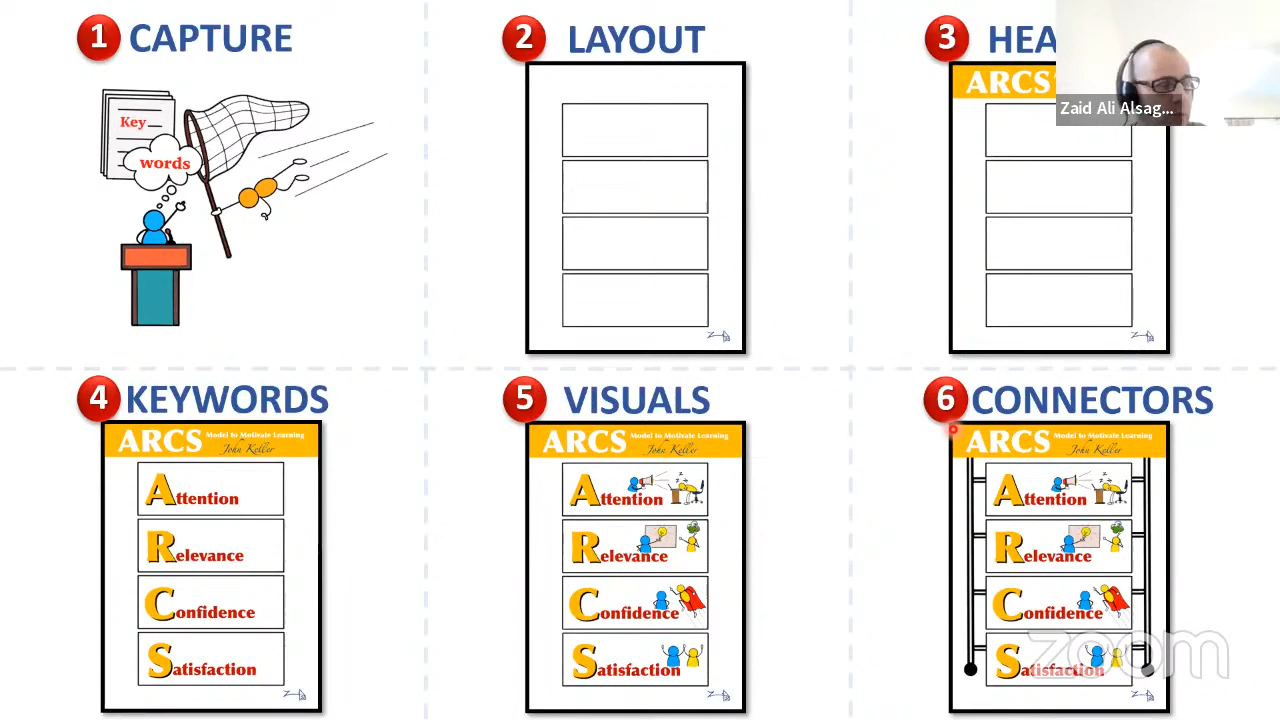 1 CAPTURE
Key
words
2 LAYOUT
3 HEA
ARCS
Zaid Ali Alsag...
4 KEYWORDS
ARCS Model to Motivate Learning
John Keller
Attention
Relevance
Confidence
Satisfaction
5 VISUALS
ARCS Model to Motivate Learning
John Keller
Attention
Relevance
Confidence
Satisfaction
6 CONNECTORS
ARCS Model to Motivate Learning
John Keller
Attention
Relevance
Confidence
Satisfaction
zoom